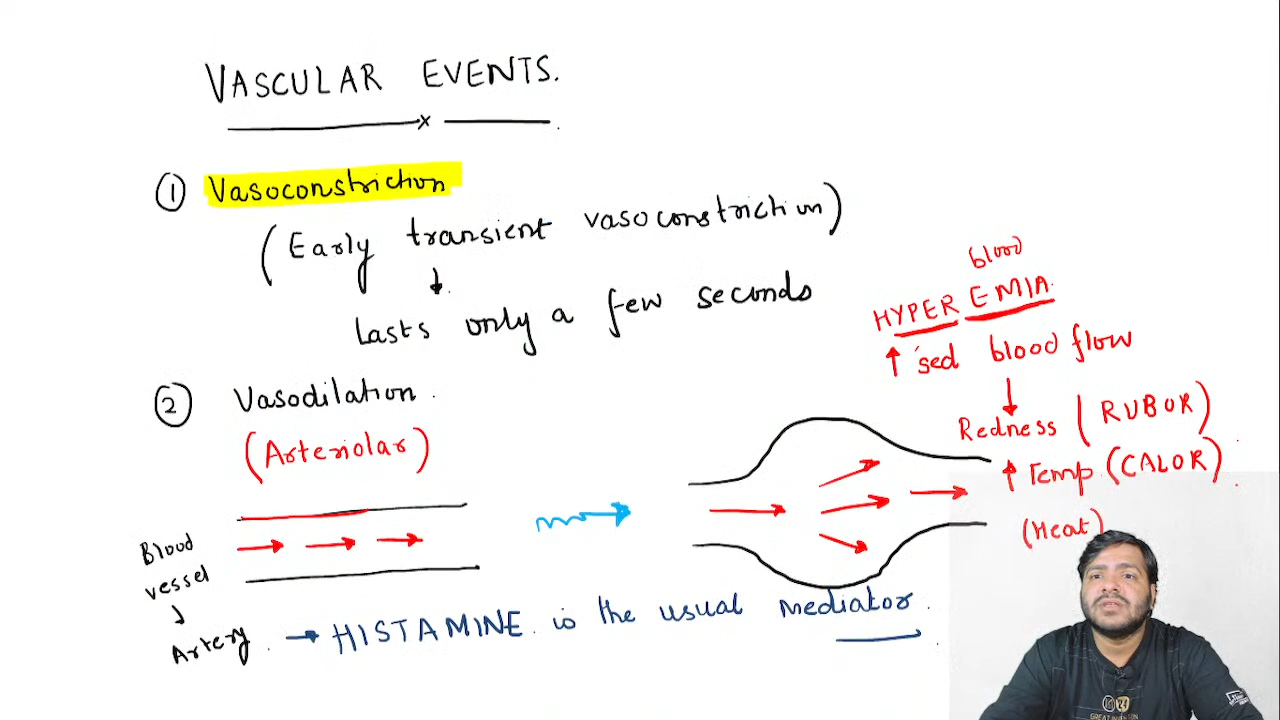 VASCULAR EVENTS.
① Vasoconstriction
(Early transient vasoconstriction)
↓
Lasts only a few seconds
blood
HYPER EMIA.
↑'sed blood flow
↓
Redness (RUBOR)
↑ Temp (CALOR).
(Heat)
② Vasodilation.
(Arteriolar)
Blood
vessel
↓
Artery.
→ HISTAMINE. is the usual mediator.